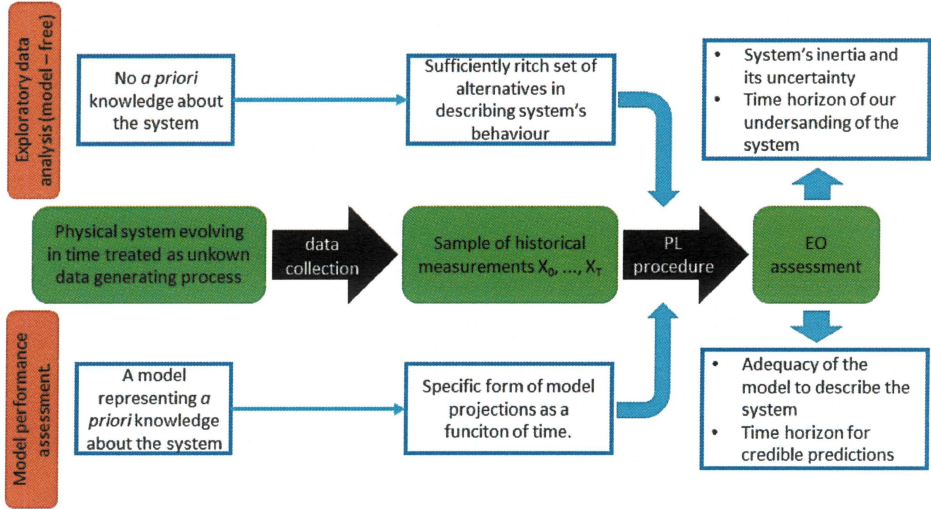 Exploratory data
analysis (model – free)
No a priori
knowledge about
the system
Sufficiently ritch set of
alternatives in
describing system's
behaviour
• System's inertia and
its uncertainty
• Time horizon of our
undersanding of the
system
Physical system evolving
in time treated as unkown
data generating process
data
collection
Sample of historical
measurements X₀, ..., X_T
PL
procedure
EO
assessment
Model performance
assessment.
A model
representing a
priori knowledge
about the system
Specific form of model
projections as a
funciton of time.
• Adequacy of the
model to describe the
system
• Time horizon for
credible predictions